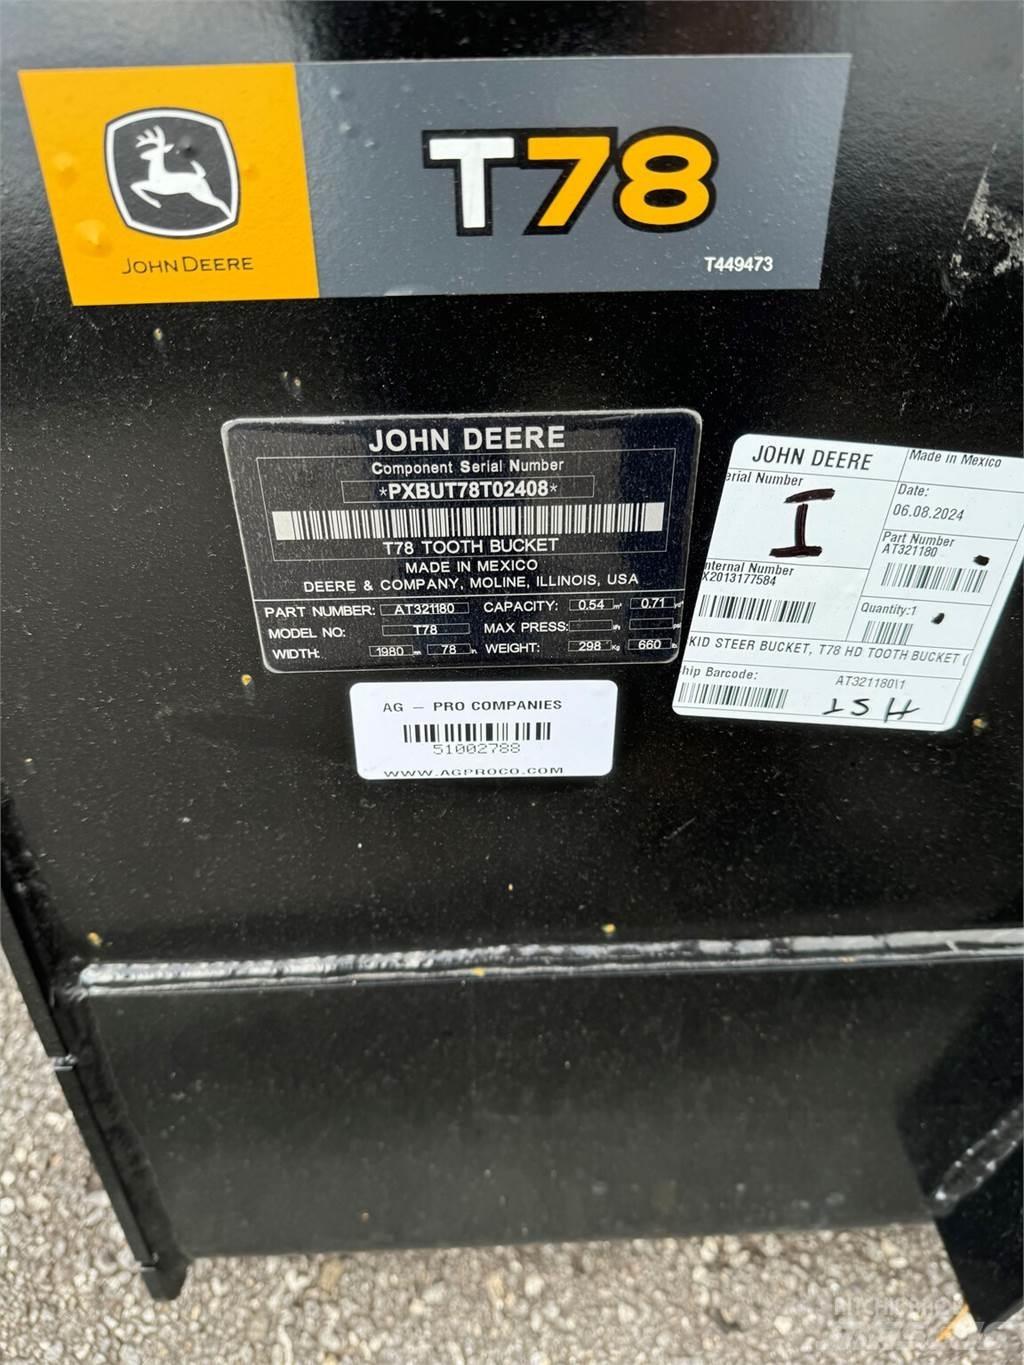 JOHN DEERE
T78
T449473
JOHN DEERE
Component Serial Number
*PXBUT78T02408*
T78 TOOTH BUCKET
MADE IN MEXICO
DEERE & COMPANY, MOLINE, ILLINOIS, USA
PART NUMBER: AT321180 CAPACITY: 0.54 m³ 0.71
MODEL NO: T78 MAX PRESS:
WIDTH: 1980 78 WEIGHT: 298 Kg 660
JOHN DEERE Made in Mexico
erial Number
I
Date:
06.08.2024
Part Number
AT321180
nternal Number
X2013177584
Quantity:1
KID STEER BUCKET, T78 HD TOOTH BUCKET (
hip Barcode: AT321180\1
AG – PRO COMPANIES
51002788
WWW.AGPROCO.COM